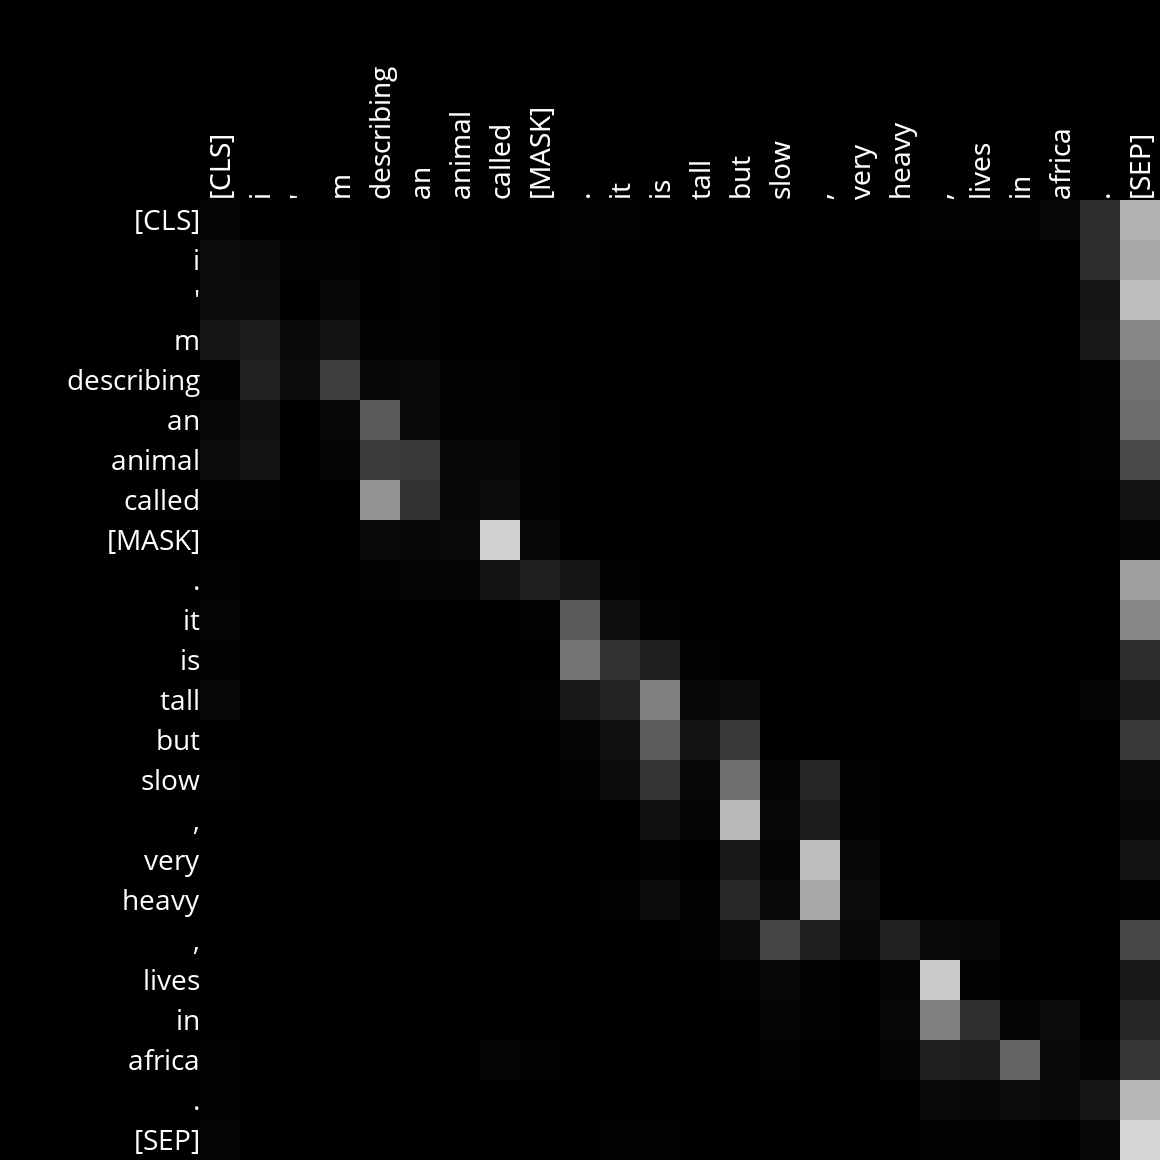 [CLS] i ' m describing an animal called [MASK] . it is tall but slow , very heavy , lives in africa . [SEP]
[CLS]
i
'
m
describing
an
animal
called
[MASK]
.
it
is
tall
but
slow
,
very
heavy
,
lives
in
africa
.
[SEP]